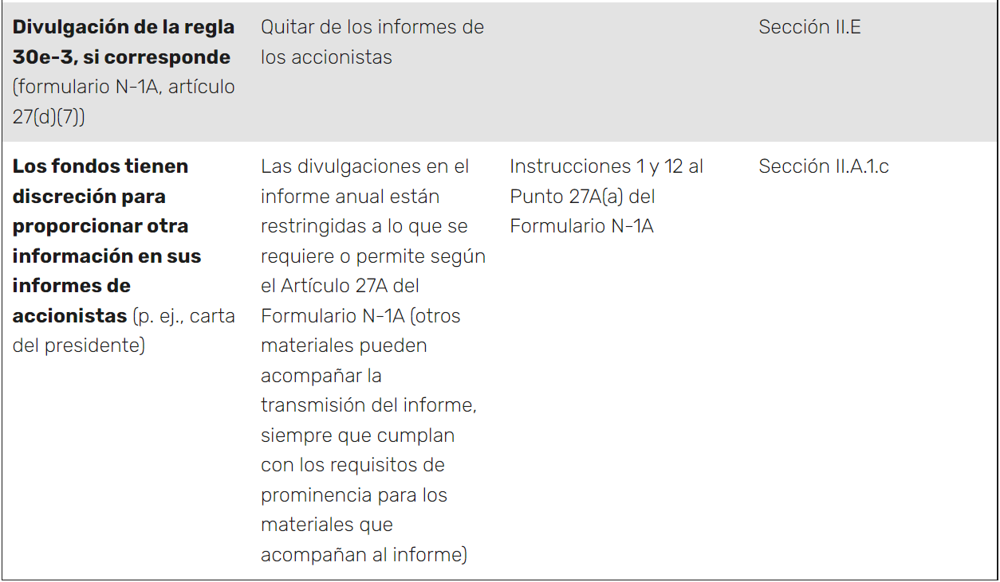 Divulgación de la regla
30e-3, si corresponde
(formulario N-1A, artículo
27(d)(7))
Quitar de los informes de
los accionistas
Sección II.E
Los fondos tienen
discreción para
proporcionar otra
información en sus
informes de
accionistas (p. ej., carta
del presidente)
Las divulgaciones en el
informe anual están
restringidas a lo que se
requiere o permite según
el Artículo 27A del
Formulario N-1A (otros
materiales pueden
acompañar la
transmisión del informe,
siempre que cumplan
con los requisitos de
prominencia para los
materiales que
acompañan al informe)
Instrucciones 1 y 12 al
Punto 27A(a) del
Formulario N-1A
Sección II.A.1.c